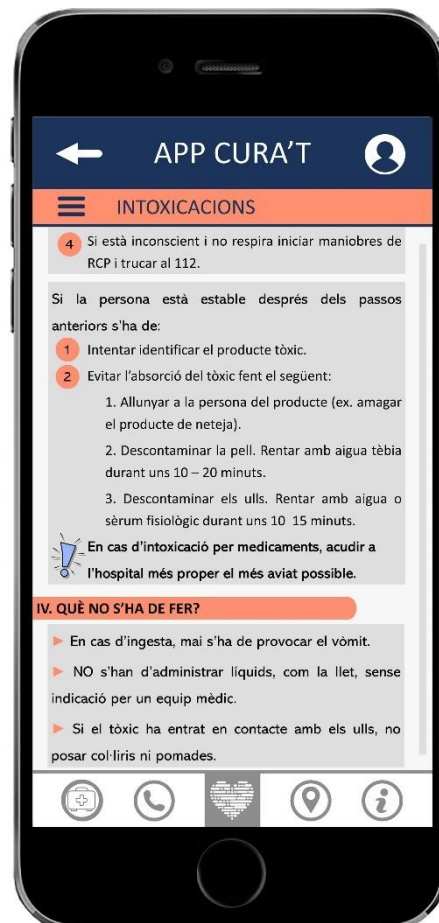 APP CURA'T
INTOXICACIONS
4 Si està inconscient i no respira iniciar maniobres de
RCP i trucar al 112.
Si la persona està estable després dels passos
anteriors s'ha de:
1 Intentar identificar el producte tòxic.
2 Evitar l'absorció del tòxic fent el següent:
1. Allunyar a la persona del producte (ex. amagar
el producte de neteja).
2. Descontaminar la pell. Rentar amb aigua tèbia
durant uns 10 – 20 minuts.
3. Descontaminar els ulls. Rentar amb aigua o
sèrum fisiològic durant uns 10 15 minuts.
En cas d'intoxicació per medicaments, acudir a
l'hospital més proper el més aviat possible.
IV. QUÈ NO S'HA DE FER?
► En cas d'ingesta, mai s'ha de provocar el vòmit.
► NO s'han d'administrar líquids, com la llet, sense
indicació per un equip mèdic.
► Si el tòxic ha entrat en contacte amb els ulls, no
posar col·liris ni pomades.